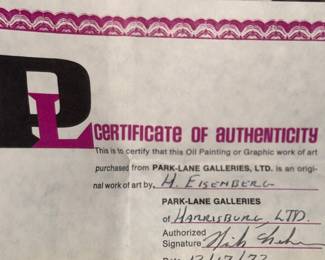 PL
CERTIFICATE OF AUTHENTICITY
This is to certify that this Oil Painting or Graphic work of art
purchased from PARK-LANE GALLERIES, LTD. is an origi-
nal work of art by, H. EISENBERG
PARK-LANE GALLERIES
of HARRISBURG, LTD.
Authorized
Signature